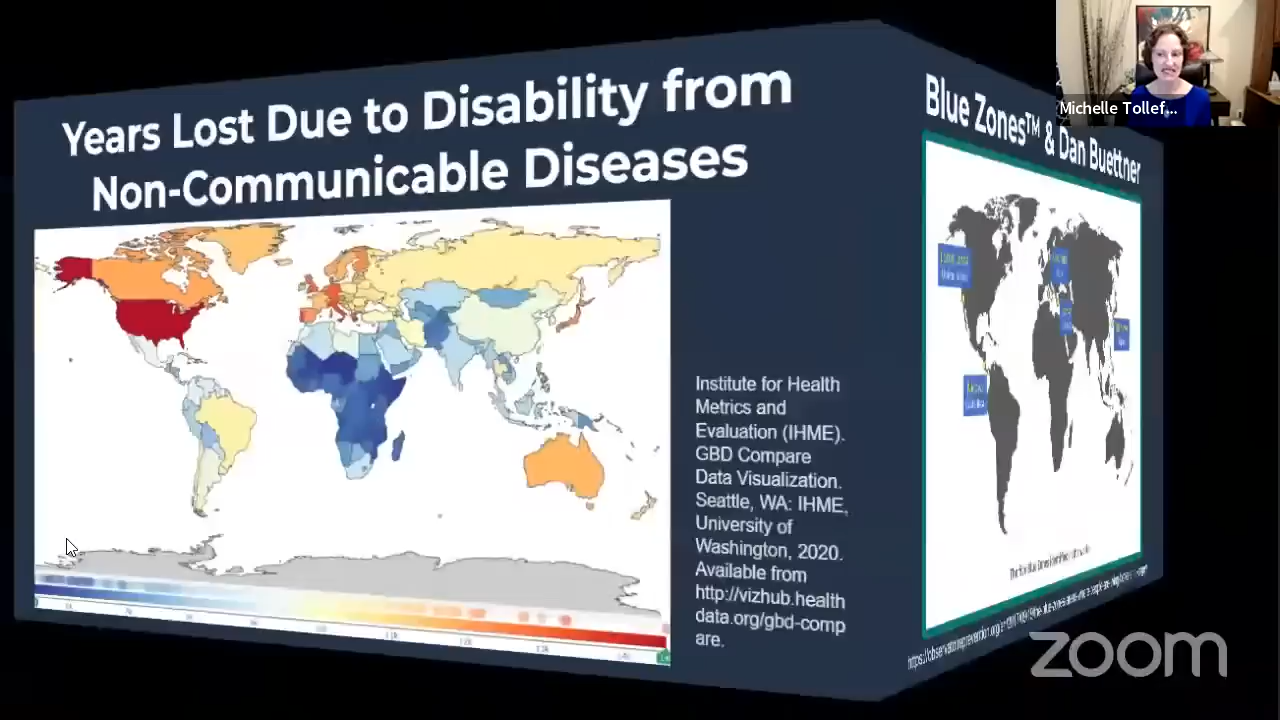 Years Lost Due to Disability from
Non-Communicable Diseases
Institute for Health
Metrics and
Evaluation (IHME).
GBD Compare
Data Visualization.
Seattle, WA: IHME,
University of
Washington, 2020.
Available from
http://vizhub.health
data.org/gbd-comp
are.
Blue Zones™ & Dan Buettner
Michelle Tollef...
zoom